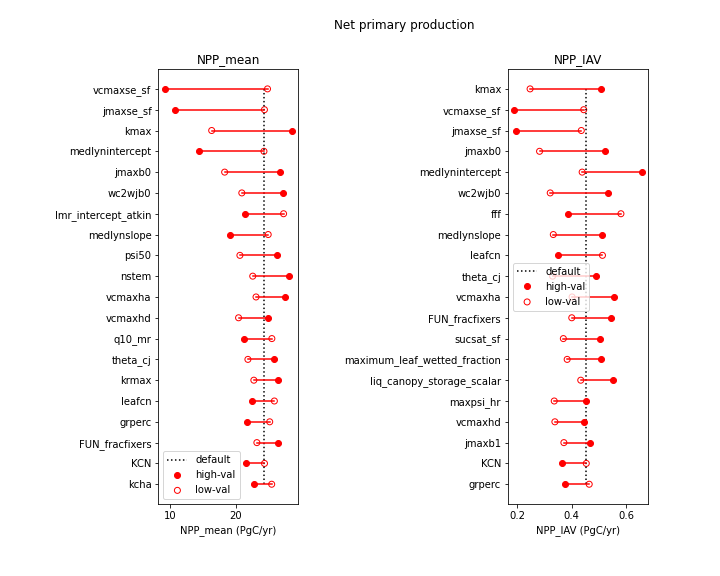 Net primary production
NPP_mean
vcmaxse_sf
jmaxse_sf
kmax
medlynintercept
jmaxb0
wc2wjb0
lmr_intercept_atkin
medlynslope
psi50
nstem
vcmaxha
vcmaxhd
q10_mr
theta_cj
krmax
leafcn
grperc
FUN_fracfixers
KCN
kcha
default
high-val
low-val
10 20
NPP_mean (PgC/yr)
NPP_IAV
kmax
vcmaxse_sf
jmaxse_sf
jmaxb0
medlynintercept
wc2wjb0
fff
medlynslope
leafcn
theta_cj
vcmaxha
FUN_fracfixers
sucsat_sf
maximum_leaf_wetted_fraction
liq_canopy_storage_scalar
maxpsi_hr
vcmaxhd
jmaxb1
KCN
grperc
default
high-val
low-val
0.2 0.4 0.6
NPP_IAV (PgC/yr)